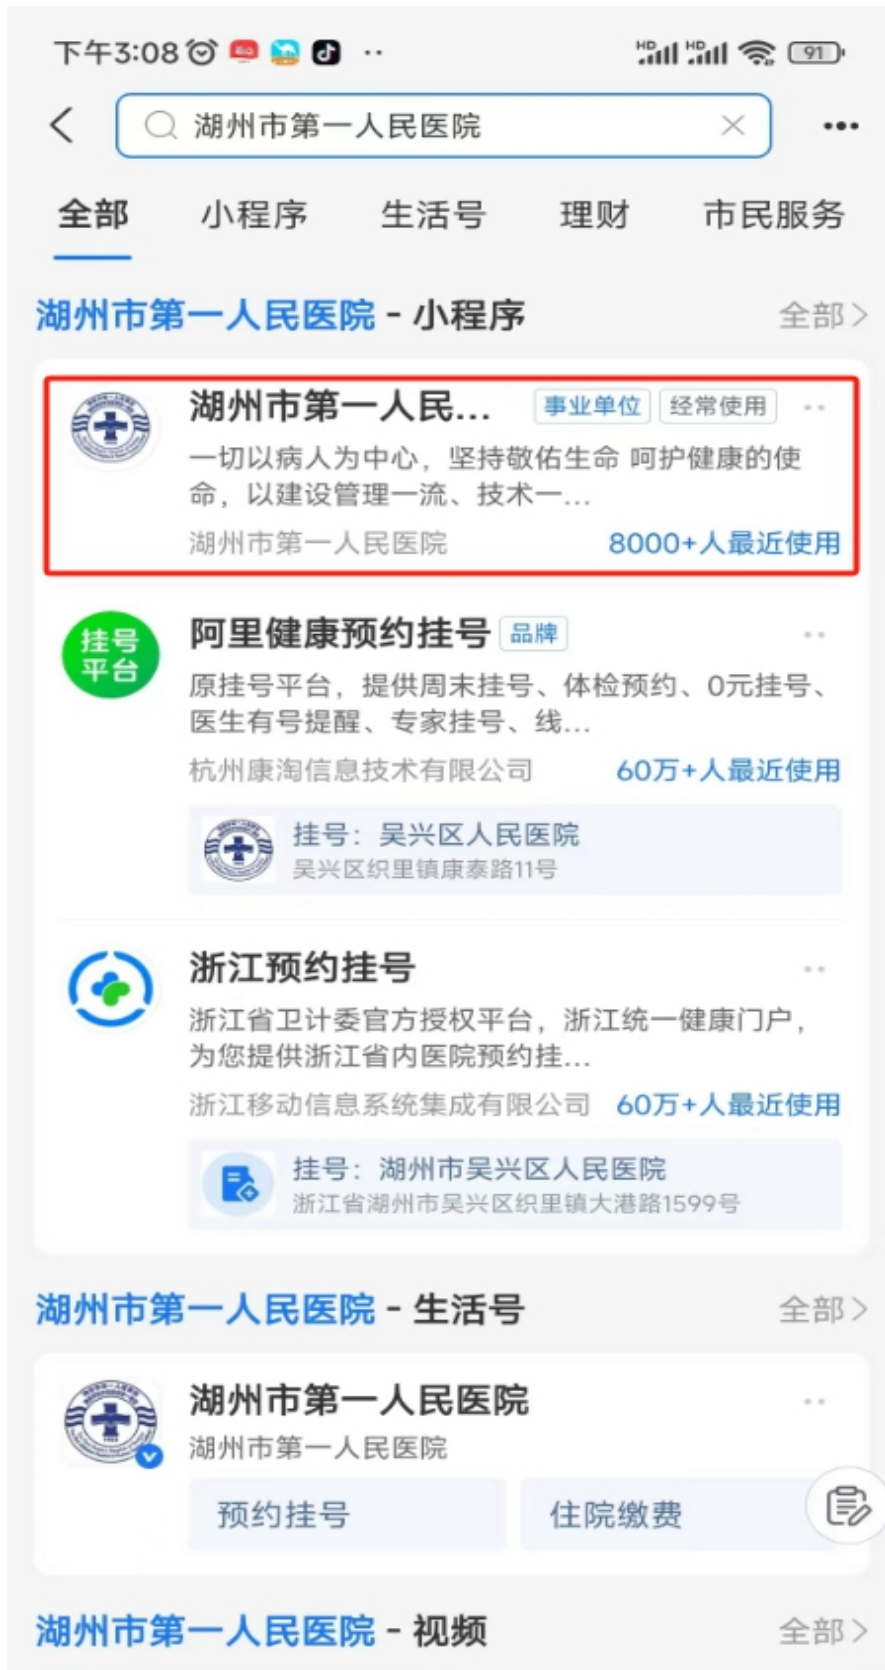 下午3:08
HD HD 91
湖州市第一人民医院
全部 小程序 生活号 理财 市民服务
湖州市第一人民医院 - 小程序 全部
湖州市第一人民... 事业单位 经常使用
一切以病人为中心，坚持敬佑生命 呵护健康的使
命，以建设管理一流、技术一...
湖州市第一人民医院 8000+人最近使用
挂号
平台
阿里健康预约挂号 品牌
原挂号平台，提供周末挂号、体检预约、0元挂号、
医生有号提醒、专家挂号、线...
杭州康淘信息技术有限公司 60万+人最近使用
挂号：吴兴区人民医院
吴兴区织里镇康泰路11号
浙江预约挂号
浙江省卫计委官方授权平台，浙江统一健康门户，
为您提供浙江省内医院预约挂...
浙江移动信息系统集成有限公司 60万+人最近使用
挂号：湖州市吴兴区人民医院
浙江省湖州市吴兴区织里镇大港路1599号
湖州市第一人民医院 - 生活号 全部
湖州市第一人民医院
湖州市第一人民医院
预约挂号 住院缴费
湖州市第一人民医院 - 视频 全部